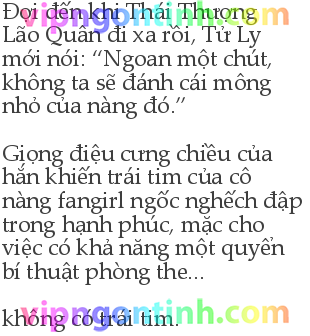 Đợi đến khi Thái Thượng
vipngontinh.com
Lão Quân đi xa rồi, Tử Ly
mới nói: “Ngoan một chút,
không ta sẽ đánh cái mông
nhỏ của nàng đó.”
Giọng điệu cưng chiều của
hắn khiến trái tim của cô
nàng fangirl ngốc nghếch đập
trong hạnh phúc, mặc cho
việc có khả năng một quyển
bí thuật phòng the...
vipngontinh.com
không có trái tim.